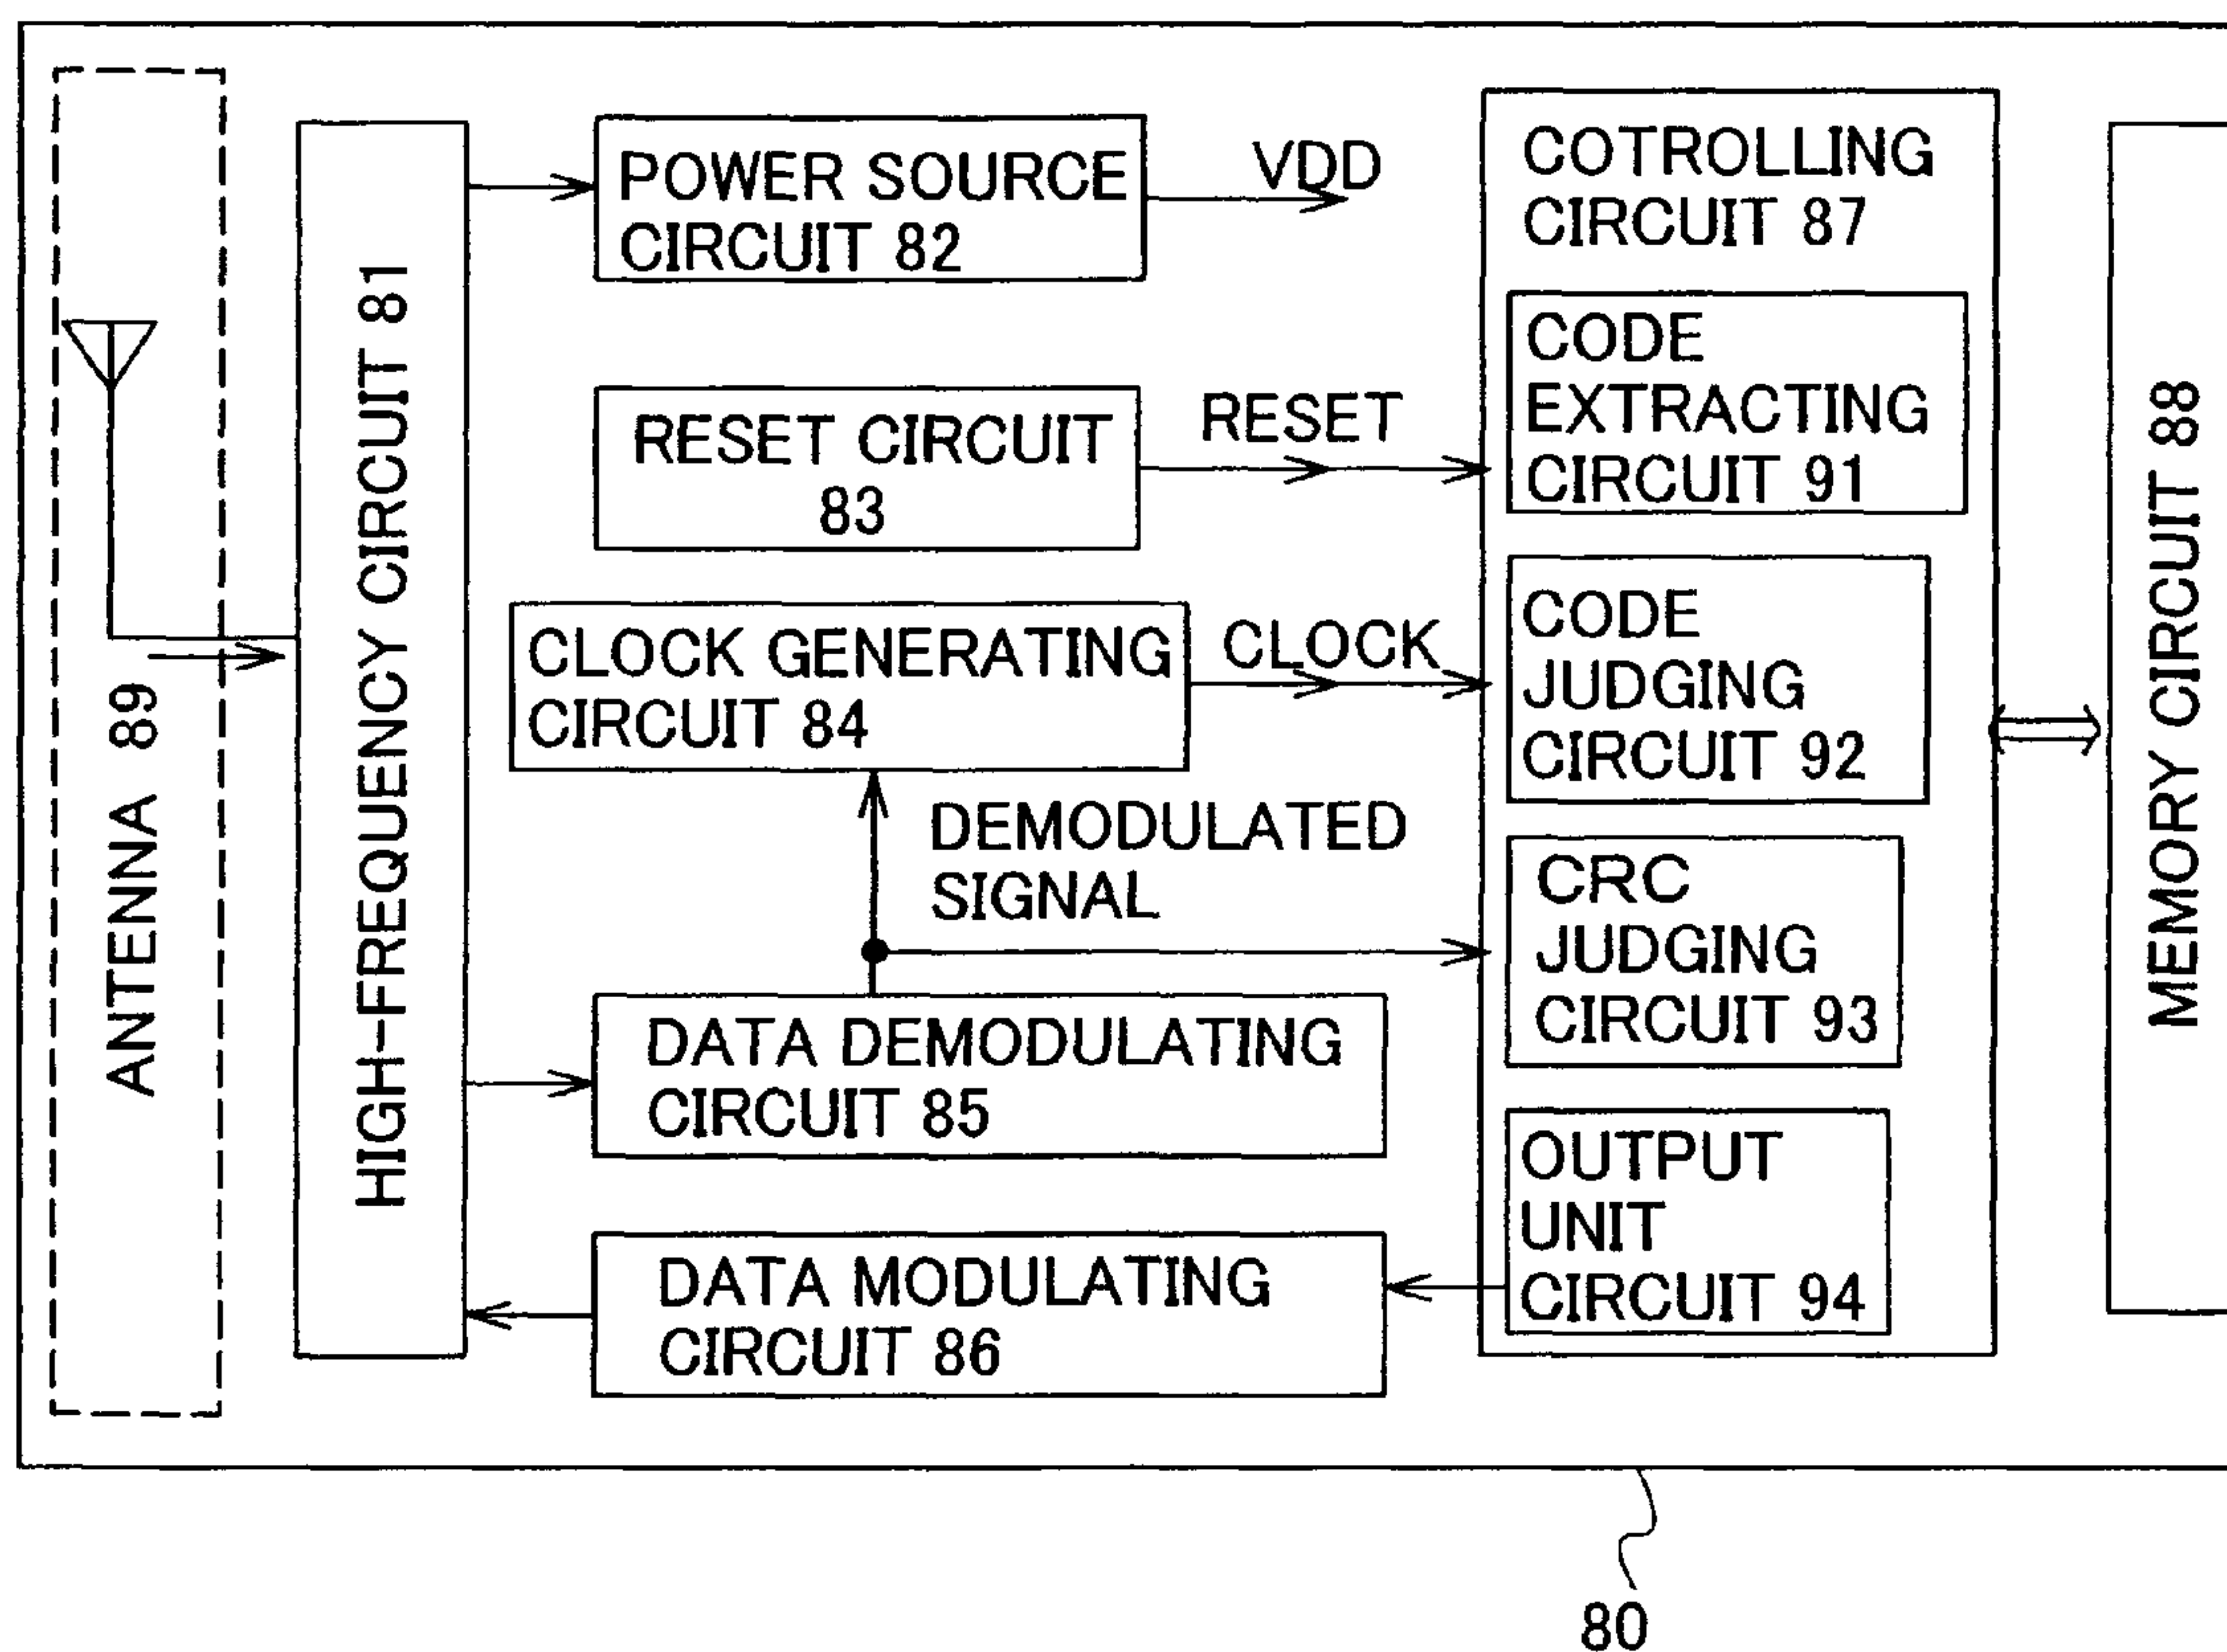 ANTENNA 89
HIGH-FREQUENCY CIRCUIT 81
POWER SOURCE
CIRCUIT 82
VDD
RESET CIRCUIT
83
RESET
CLOCK GENERATING
CIRCUIT 84
CLOCK
DEMODULATED
SIGNAL
DATA DEMODULATING
CIRCUIT 85
DATA MODULATING
CIRCUIT 86
COTROLLING
CIRCUIT 87
CODE
EXTRACTING
CIRCUIT 91
CODE
JUDGING
CIRCUIT 92
CRC
JUDGING
CIRCUIT 93
OUTPUT
UNIT
CIRCUIT 94
MEMORY CIRCUIT 88
80